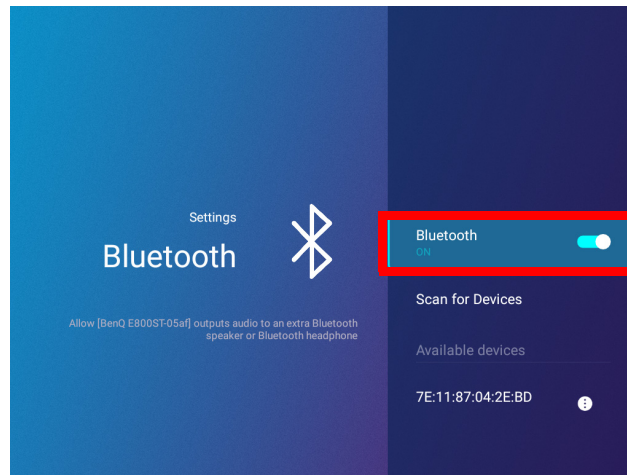 Settings
Bluetooth
Allow [BenQ E800ST-05af] outputs audio to an extra Bluetooth
speaker or Bluetooth headphone
Bluetooth
ON
Scan for Devices
Available devices
7E:11:87:04:2E:BD